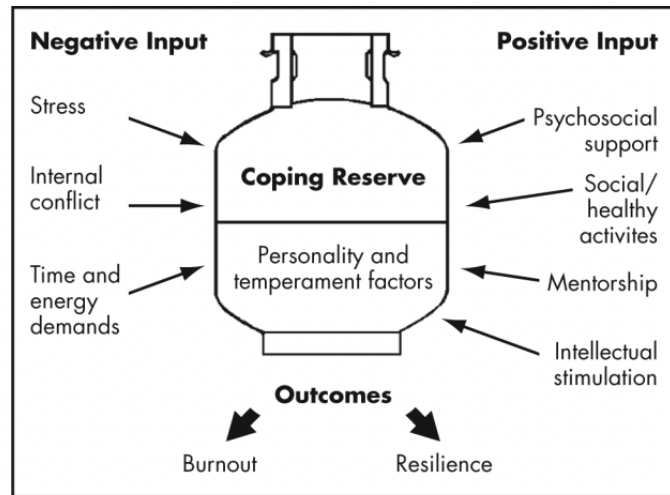 Negative Input
Positive Input
Stress
Internal
conflict
Time and
energy
demands
Coping Reserve
Personality and
temperament factors
Psychosocial
support
Social/
healthy
activites
Mentorship
Intellectual
stimulation
Outcomes
Burnout
Resilience